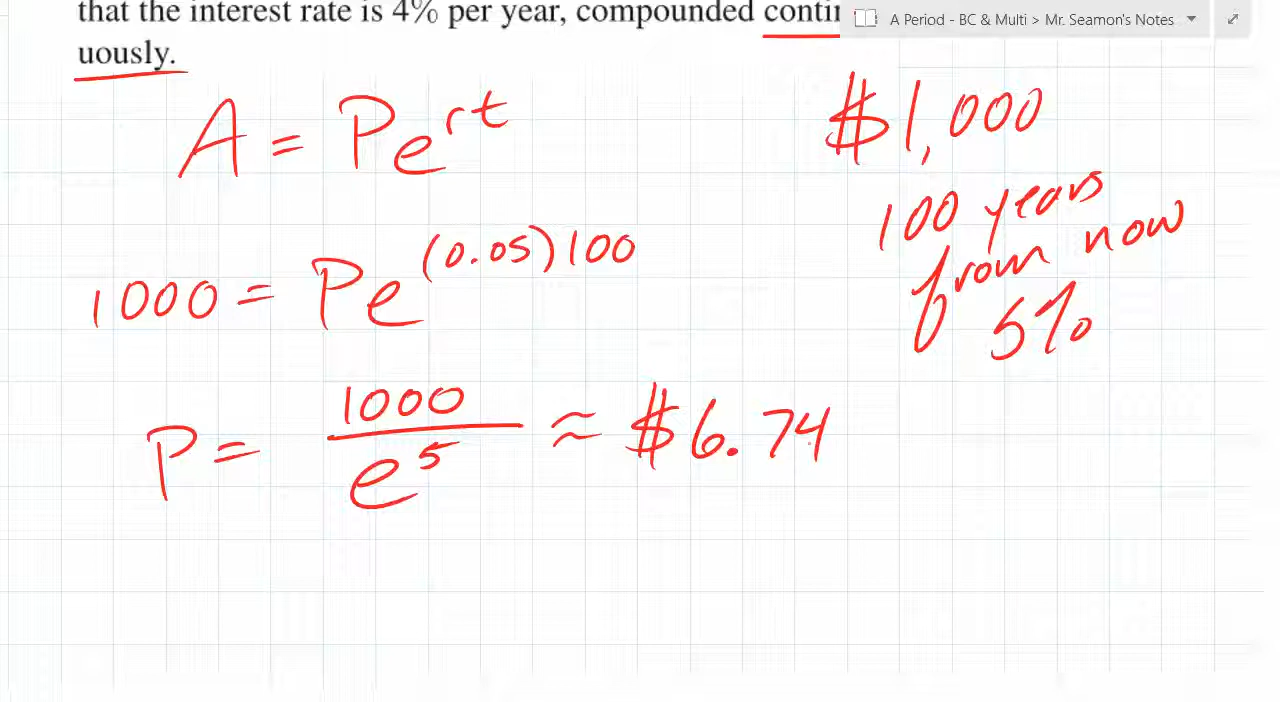 that the interest rate is 4% per year, compounded contin
A Period - BC & Multi > Mr. Seamon's Notes
uously.
A = Pe^rt
$1,000
100 years
from now
5%
1000 = Pe^(0.05)100
P = 1000/e^5 ≈ $6.74